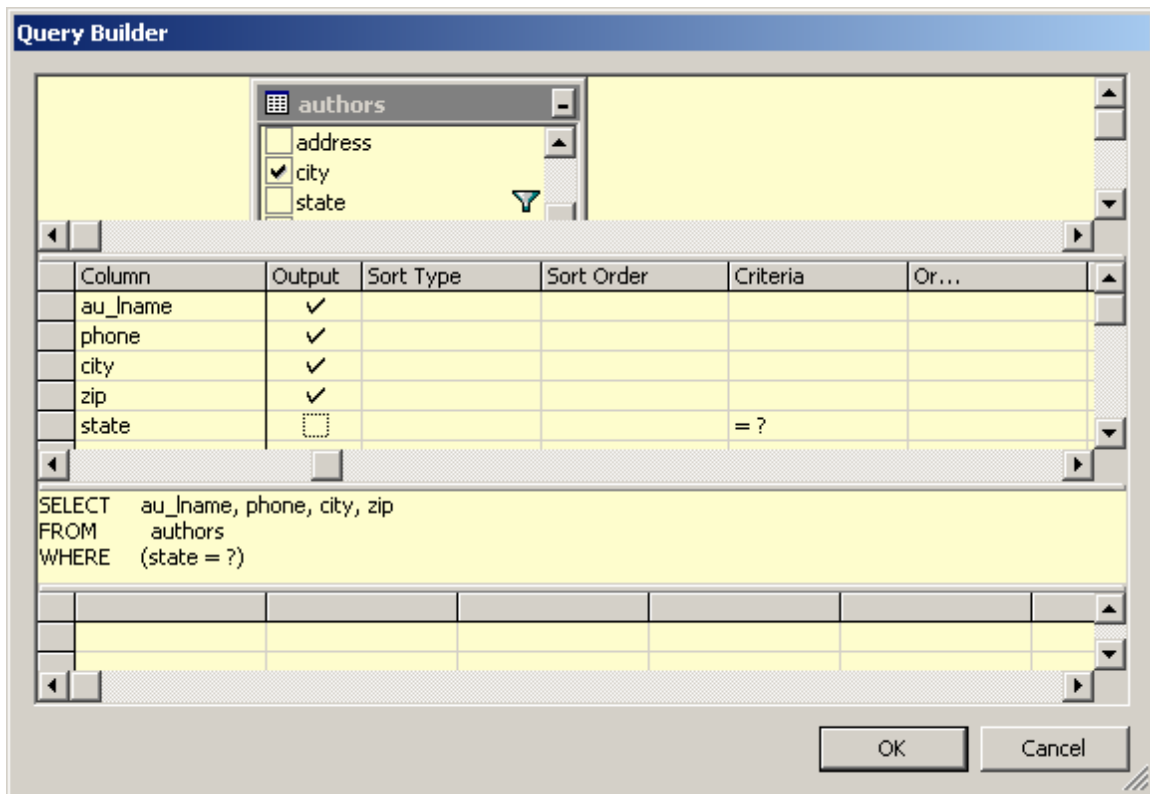 Query Builder
authors
address
city
state
Column Output Sort Type Sort Order Criteria Or...
au_lname
phone
city
zip
state = ?
SELECT au_lname, phone, city, zip
FROM authors
WHERE (state = ?)
OK Cancel